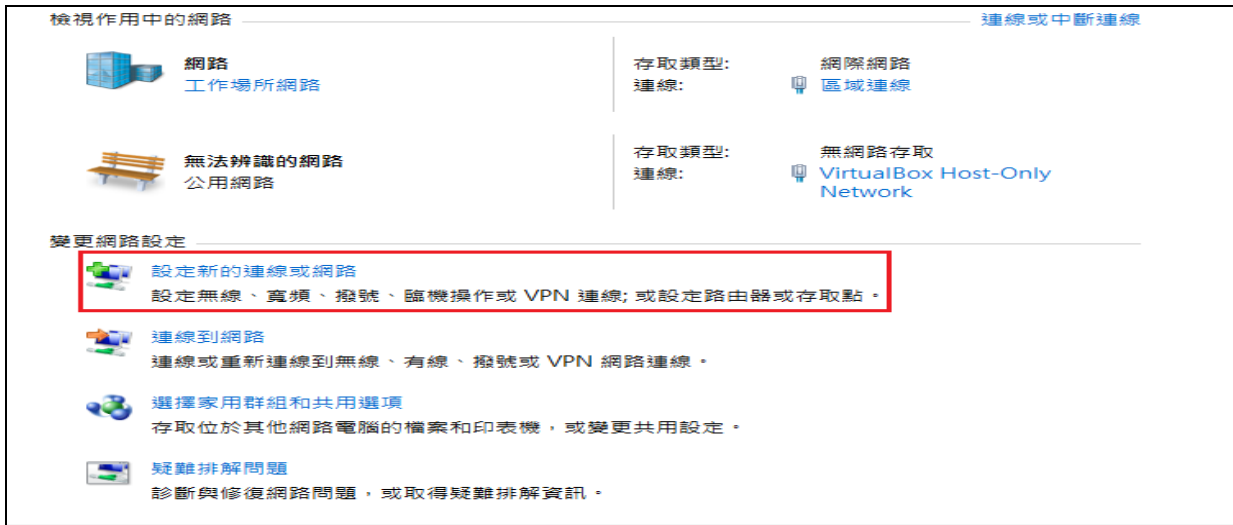 檢視作用中的網路 連線或中斷連線
網路 存取類型: 網際網路
工作場所網路 連線: 區域連線
無法辨識的網路 存取類型: 無網路存取
公用網路 連線: VirtualBox Host-Only
Network
變更網路設定
設定新的連線或網路
設定無線、寬頻、撥號、臨機操作或 VPN 連線; 或設定路由器或存取點。
連線到網路
連線或重新連線到無線、有線、撥號或 VPN 網路連線。
選擇家用群組和共用選項
存取位於其他網路電腦的檔案和印表機，或變更共用設定。
疑難排解問題
診斷與修復網路問題，或取得疑難排解資訊。